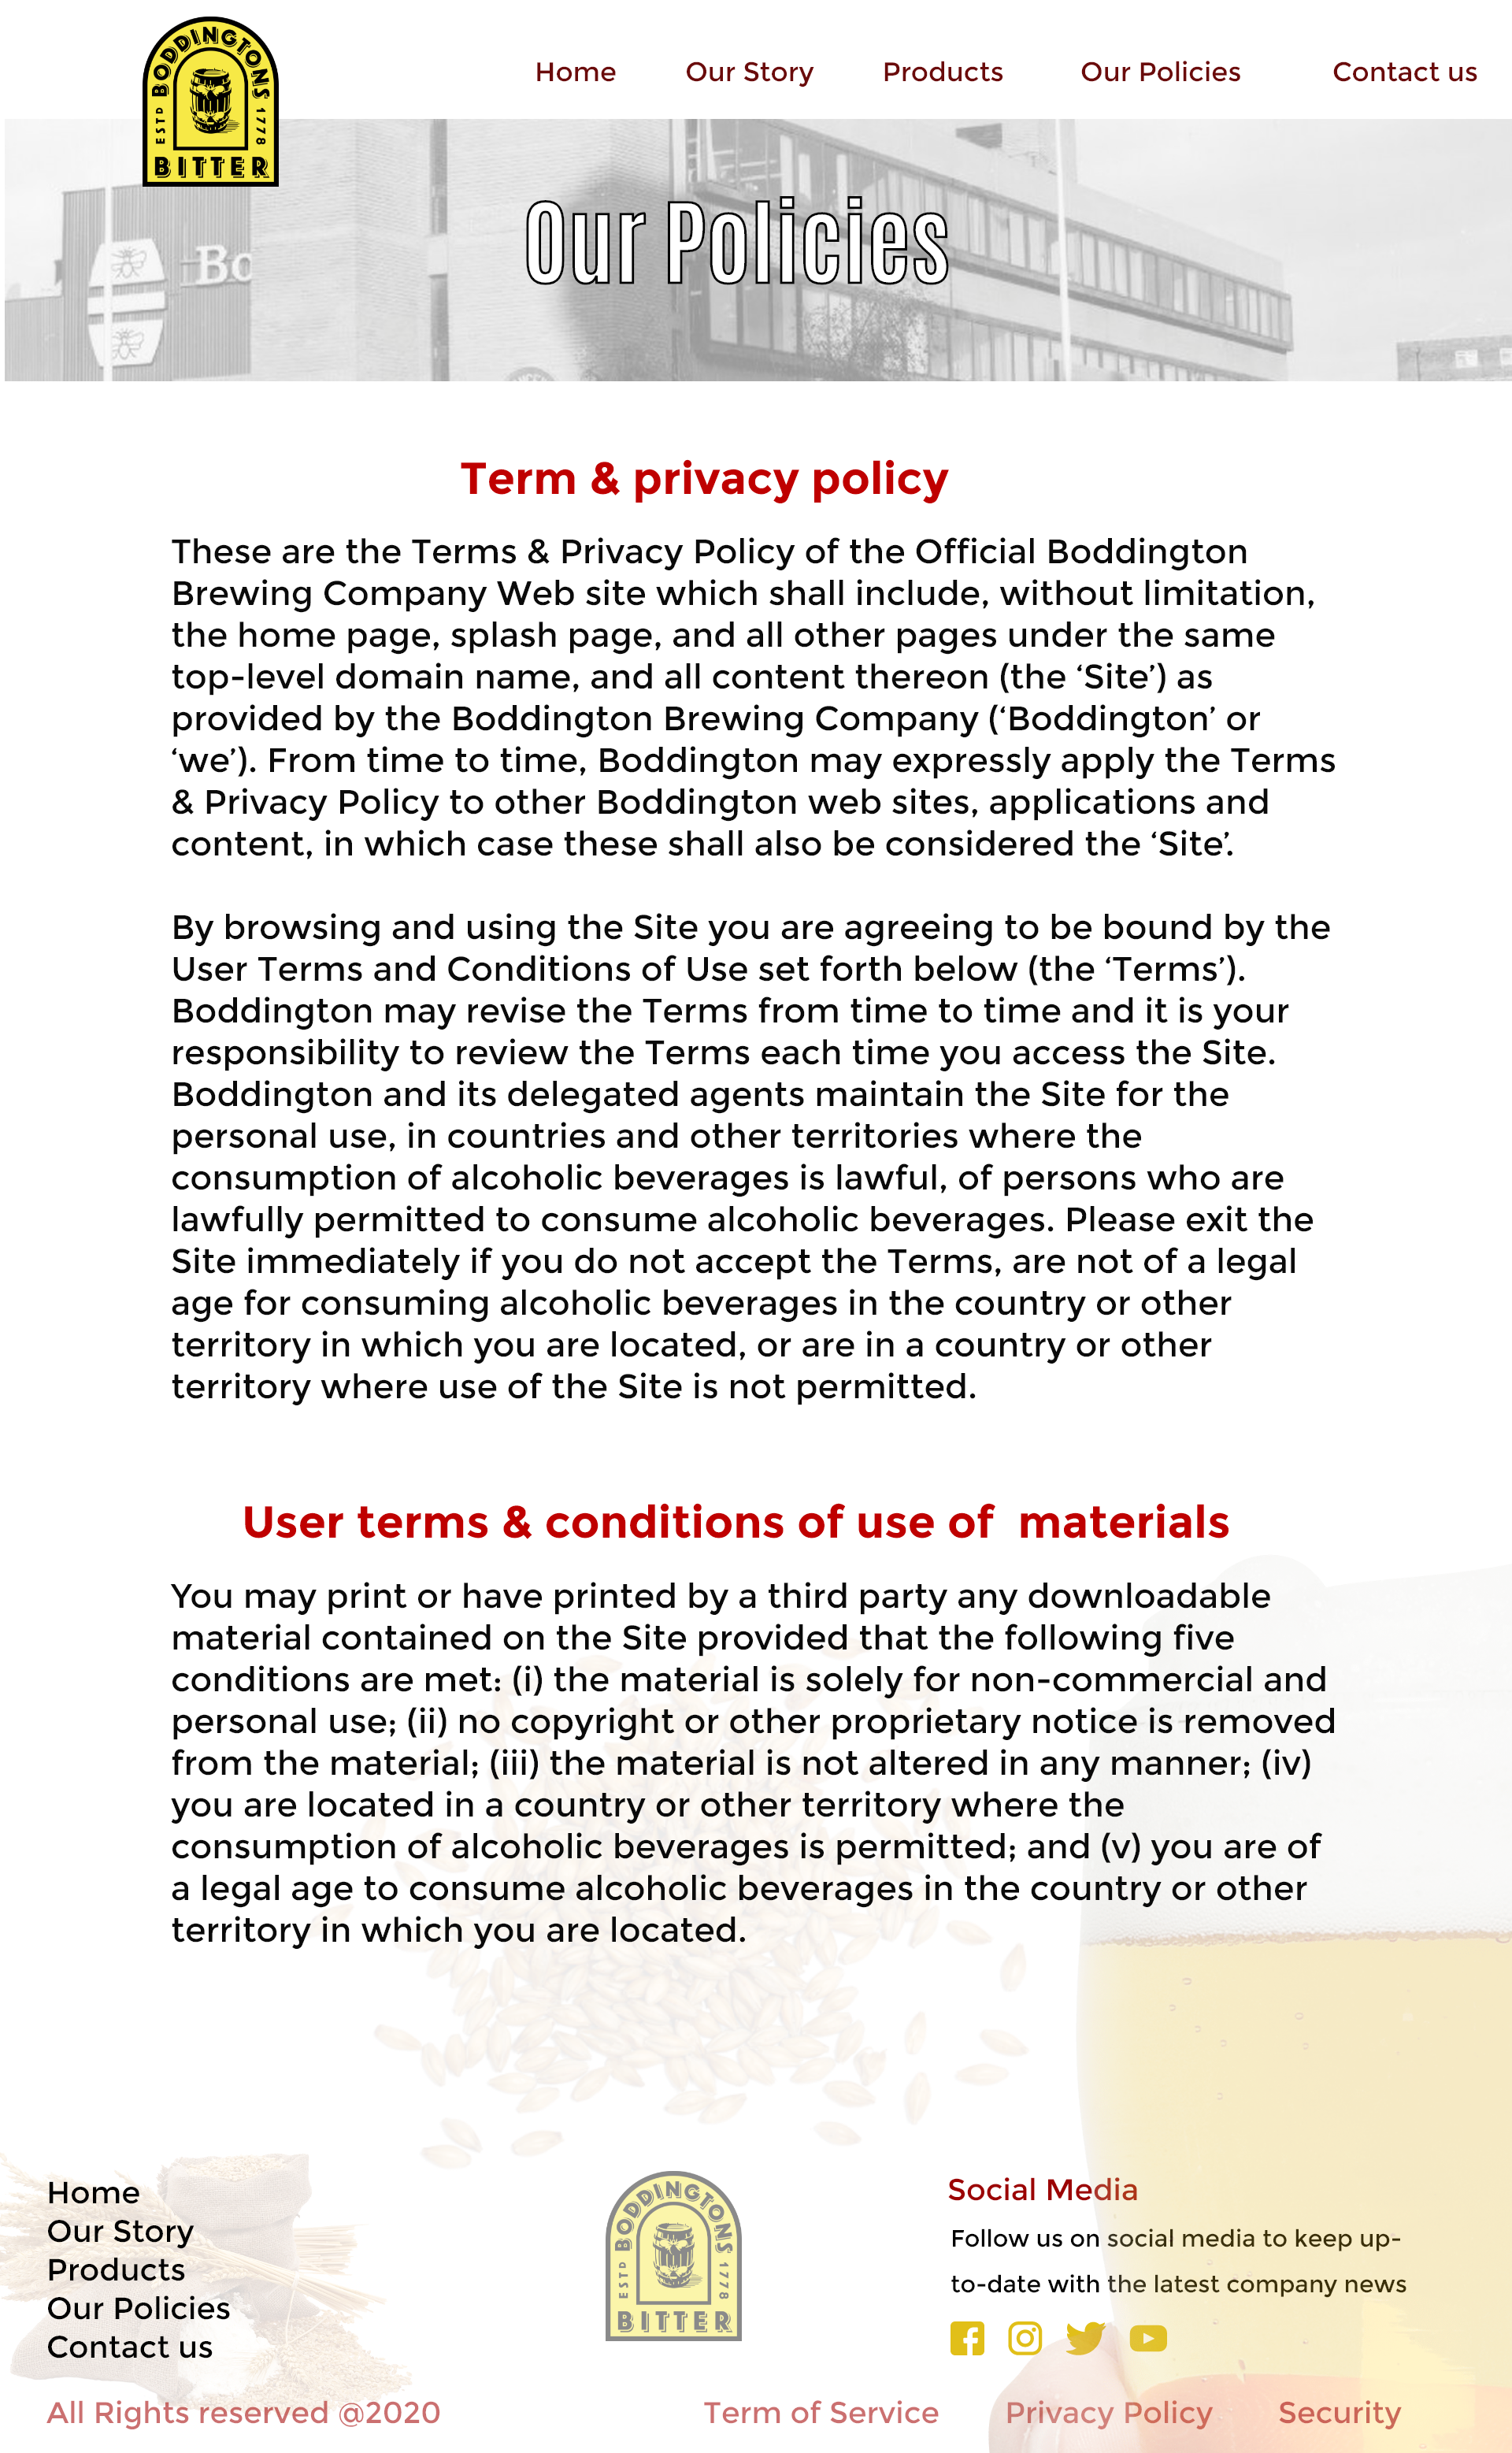 BODDINGTONS
ESTD 1778
BITTER
Home Our Story Products Our Policies Contact us
Bo
Our Policies
Term & privacy policy
These are the Terms & Privacy Policy of the Official Boddington
Brewing Company Web site which shall include, without limitation,
the home page, splash page, and all other pages under the same
top-level domain name, and all content thereon (the ‘Site’) as
provided by the Boddington Brewing Company (‘Boddington’ or
‘we’). From time to time, Boddington may expressly apply the Terms
& Privacy Policy to other Boddington web sites, applications and
content, in which case these shall also be considered the ‘Site’.
By browsing and using the Site you are agreeing to be bound by the
User Terms and Conditions of Use set forth below (the ‘Terms’).
Boddington may revise the Terms from time to time and it is your
responsibility to review the Terms each time you access the Site.
Boddington and its delegated agents maintain the Site for the
personal use, in countries and other territories where the
consumption of alcoholic beverages is lawful, of persons who are
lawfully permitted to consume alcoholic beverages. Please exit the
Site immediately if you do not accept the Terms, are not of a legal
age for consuming alcoholic beverages in the country or other
territory in which you are located, or are in a country or other
territory where use of the Site is not permitted.
User terms & conditions of use of  materials
You may print or have printed by a third party any downloadable
material contained on the Site provided that the following five
conditions are met: (i) the material is solely for non-commercial and
personal use; (ii) no copyright or other proprietary notice is removed
from the material; (iii) the material is not altered in any manner; (iv)
you are located in a country or other territory where the
consumption of alcoholic beverages is permitted; and (v) you are of
a legal age to consume alcoholic beverages in the country or other
territory in which you are located.
Home
Our Story
Products
Our Policies
Contact us
BODDINGTONS
ESTD 1778
BITTER
Social Media
Follow us on social media to keep up-
to-date with the latest company news
All Rights reserved @2020 Term of Service Privacy Policy Security